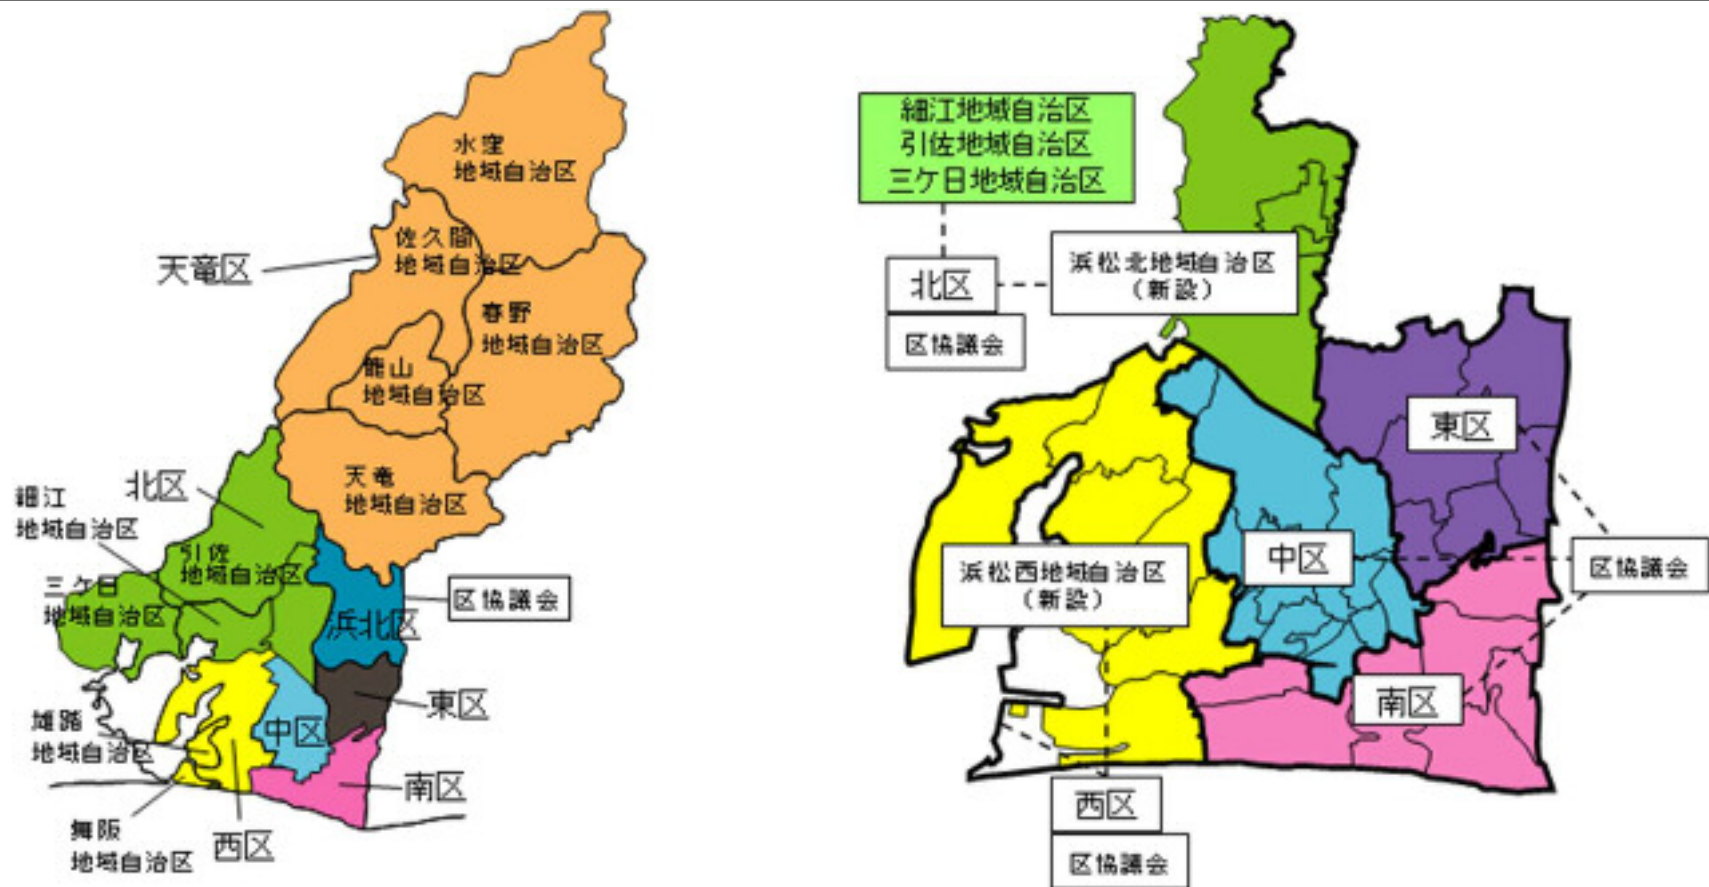 水窪
地域自治区
佐久間
地域自治区
天竜区
春野
地域自治区
龍山
地域自治区
天竜
地域自治区
北区
細江
地域自治区
引佐
地域自治区
三ケ日
地域自治区
区協議会
浜北区
東区
中区
雄踏
地域自治区
南区
舞阪
地域自治区
西区
細江地域自治区
引佐地域自治区
三ケ日地域自治区
北区
区協議会
浜松北地域自治区
(新設)
東区
中区
区協議会
浜松西地域自治区
(新設)
南区
西区
区協議会